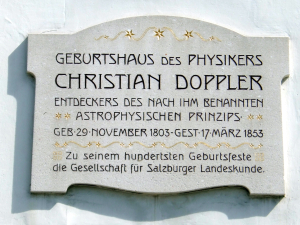 GEBURTSHAUS DES PHYSIKERS
CHRISTIAN DOPPLER
ENTDECKERS DES NACH IHM BENANNTEN
ASTROPHYSISCHEN PRINZIPS
GEB·29·NOVEMBER 1803·GEST·17·MÄRZ 1853
Zu seinem hundertsten Geburtsfeste
die Gesellschaft für Salzburger Landeskunde.